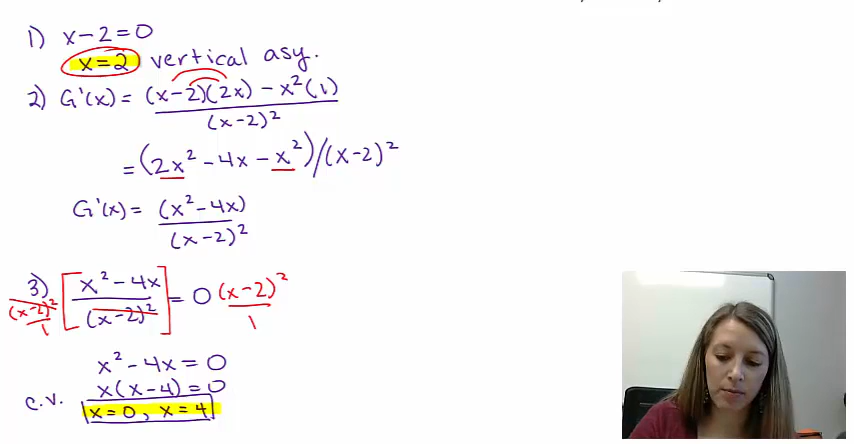 1) x-2=0
x=2 vertical asy.
2) G'(x) = (x-2)(2x) - x²(1) / (x-2)²
= (2x² - 4x - x²)/(x-2)²
G'(x) = (x² - 4x) / (x-2)²
3) (x-2)²/1 [x² - 4x / (x-2)²] = 0 (x-2)²/1
x² - 4x = 0
x(x-4) = 0
c.v. x=0, x=4